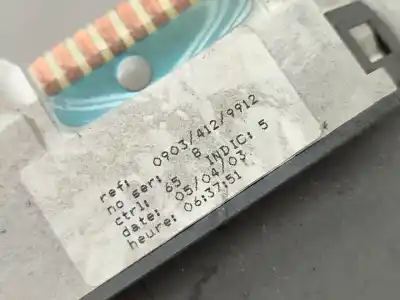 ref: 0903/412/9912
no ser: 8 INDIC: 5
ctrl: 65
date: 05/04/03
heure: 06:37:51